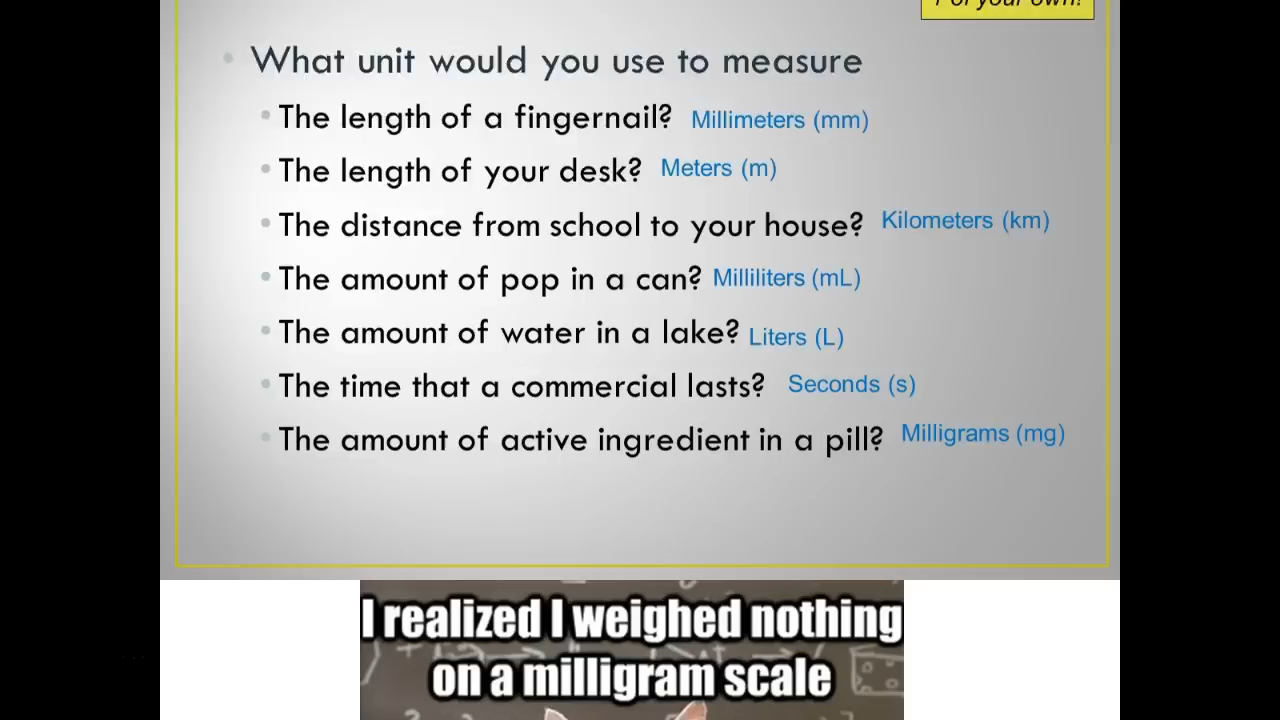 your own!
What unit would you use to measure
The length of a fingernail? Millimeters (mm)
The length of your desk? Meters (m)
The distance from school to your house? Kilometers (km)
The amount of pop in a can? Milliliters (mL)
The amount of water in a lake? Liters (L)
The time that a commercial lasts? Seconds (s)
The amount of active ingredient in a pill? Milligrams (mg)
I realized I weighed nothing
on a milligram scale